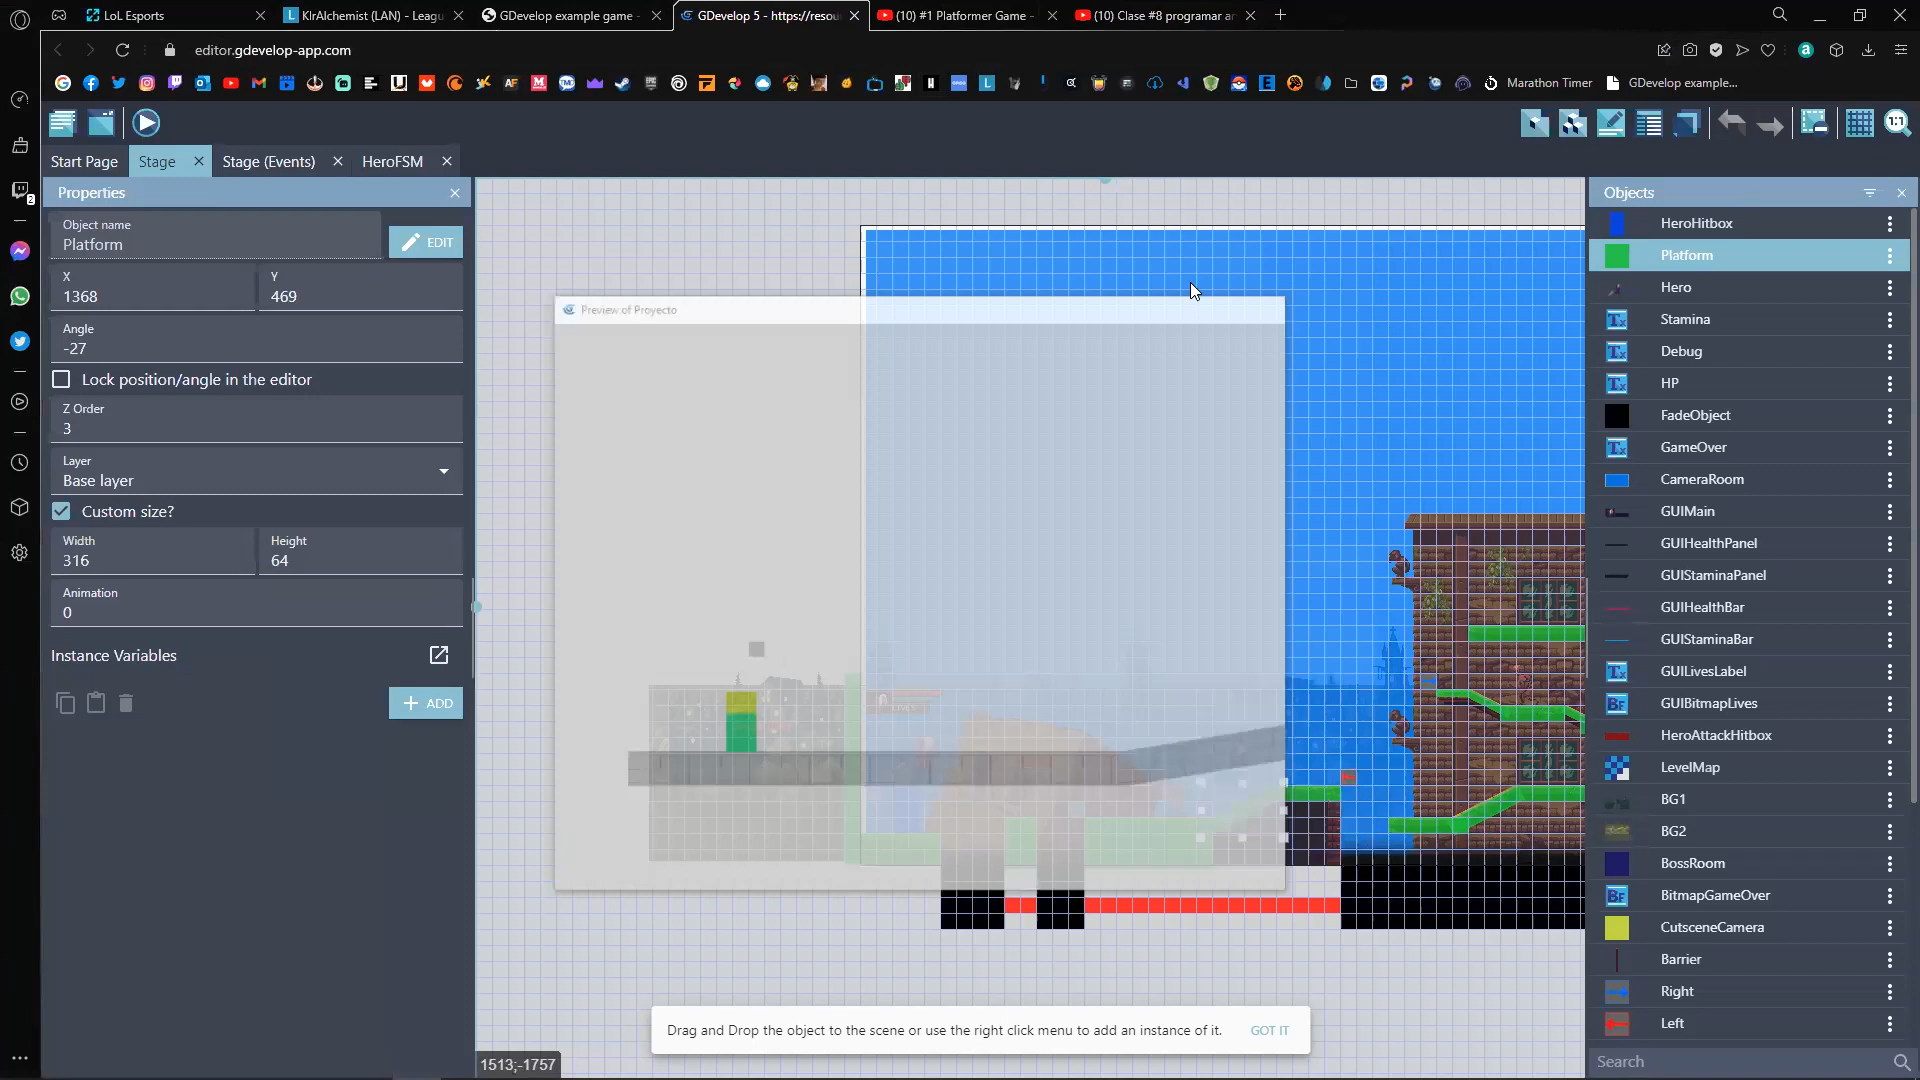 LoL Esports
KlrAlchemist (LAN) - Leagu
GDevelop example game -
GDevelop 5 - https://resou
(10) #1 Platformer Game -
(10) Clase #8 programar an
editor.gdevelop-app.com
Marathon Timer
GDevelop example...
Start Page
Stage
Stage (Events)
HeroFSM
Properties
Object name
Platform
EDIT
X
1368
Y
469
Angle
-27
Lock position/angle in the editor
Z Order
3
Layer
Base layer
Custom size?
Width
316
Height
64
Animation
0
Instance Variables
ADD
Preview of Proyecto
Drag and Drop the object to the scene or use the right click menu to add an instance of it.
GOT IT
1513;-1757
Objects
HeroHitbox
Platform
Hero
Stamina
Debug
HP
FadeObject
GameOver
CameraRoom
GUIMain
GUIHealthPanel
GUIStaminaPanel
GUIHealthBar
GUIStaminaBar
GUILivesLabel
GUIBitmapLives
HeroAttackHitbox
LevelMap
BG1
BG2
BossRoom
BitmapGameOver
CutsceneCamera
Barrier
Right
Left
Search
1:1
2